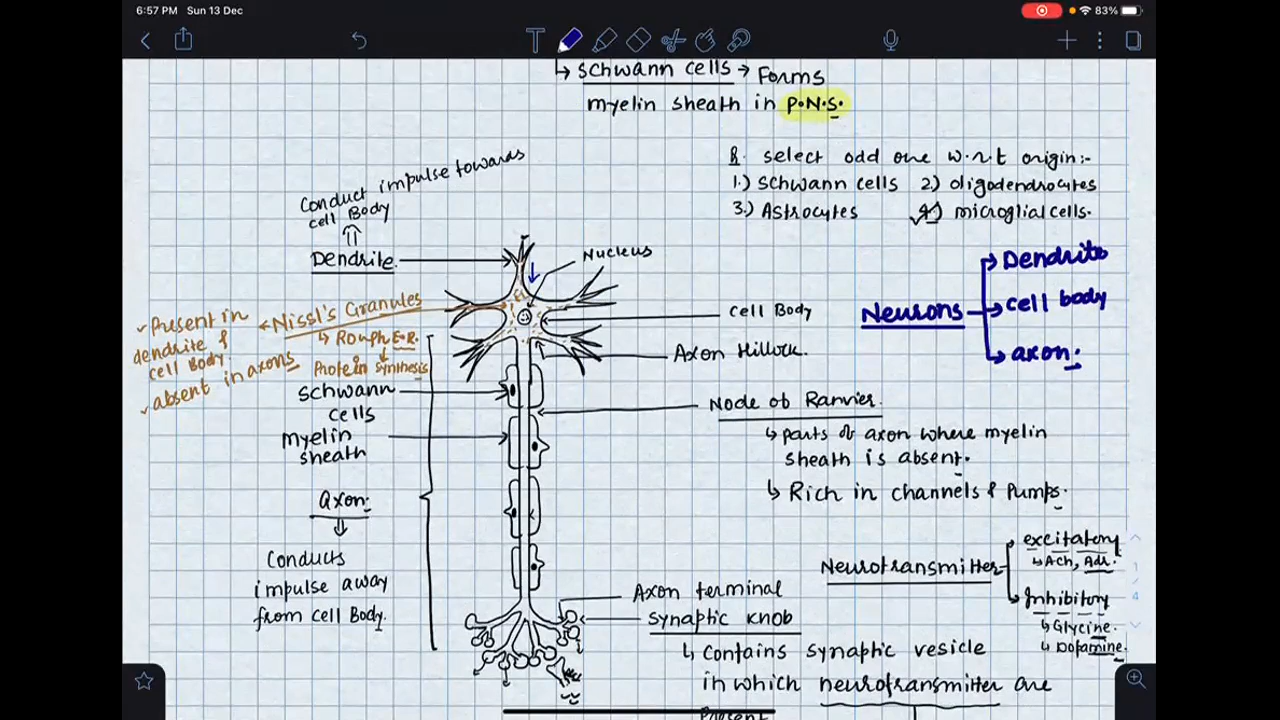 6:57 PM Sun 13 Dec
83%
↳ Schwann cells → Forms
myelin sheath in P.N.S.
Q. select odd one w.r.t origin:-
1.) Schwann cells 2) oligodendrocytes
3.) Astrocytes 4) microglial cells.
Conduct impulse towards
cell Body
Dendrite
Nucleus
Cell Body
Axon Hillock
Neurons
Dendrite
cell body
axon.
Nissl's Granules
↳ Rough E.R.
Protein synthesis
Present in
dendrite &
cell Body.
absent in axons
Schwann
cells
myelin
sheath
Node of Ranvier
↳ parts of axon where myelin
sheath is absent.
↳ Rich in channels & Pumps.
axon.
Conducts
impulse away
from cell Body.
Neurotransmitter
excitatory
↳ Ach, Adr.
Inhibitory
↳ Glycine.
↳ Dopamine.
Axon terminal
synaptic knob
↳ contains synaptic vesicle
in which neurotransmitter are
Present
1
/
4